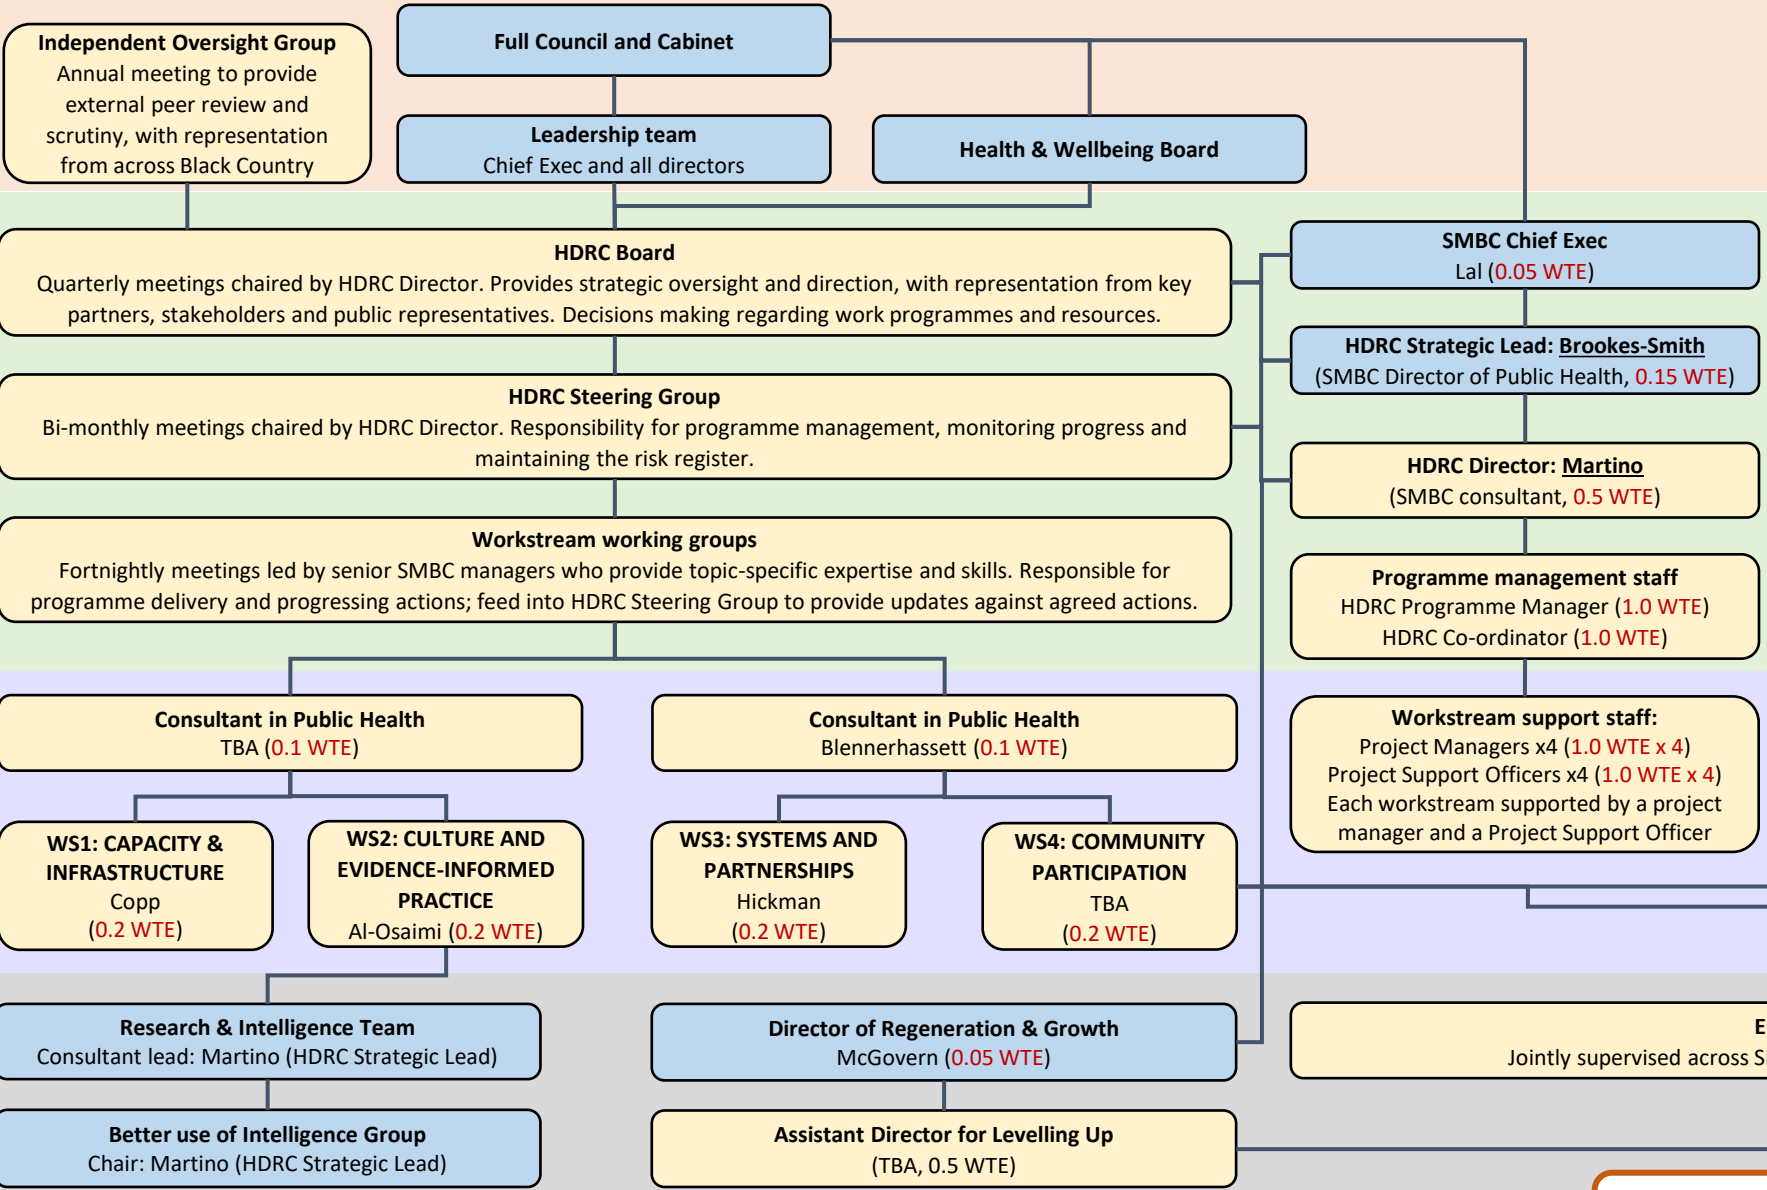 Independent Oversight Group
Annual meeting to provide
external peer review and
scrutiny, with representation
from across Black Country
Full Council and Cabinet
Leadership team
Chief Exec and all directors
Health & Wellbeing Board
HDRC Board
Quarterly meetings chaired by HDRC Director. Provides strategic oversight and direction, with representation from key
partners, stakeholders and public representatives. Decisions making regarding work programmes and resources.
HDRC Steering Group
Bi-monthly meetings chaired by HDRC Director. Responsibility for programme management, monitoring progress and
maintaining the risk register.
Workstream working groups
Fortnightly meetings led by senior SMBC managers who provide topic-specific expertise and skills. Responsible for
programme delivery and progressing actions; feed into HDRC Steering Group to provide updates against agreed actions.
SMBC Chief Exec
Lal (0.05 WTE)
HDRC Strategic Lead: Brookes-Smith
(SMBC Director of Public Health, 0.15 WTE)
HDRC Director: Martino
(SMBC consultant, 0.5 WTE)
Programme management staff
HDRC Programme Manager (1.0 WTE)
HDRC Co-ordinator (1.0 WTE)
Workstream support staff:
Project Managers x4 (1.0 WTE x 4)
Project Support Officers x4 (1.0 WTE x 4)
Each workstream supported by a project
manager and a Project Support Officer
Consultant in Public Health
TBA (0.1 WTE)
Consultant in Public Health
Blennerhassett (0.1 WTE)
WS1: CAPACITY &
INFRASTRUCTURE
Copp
(0.2 WTE)
WS2: CULTURE AND
EVIDENCE-INFORMED
PRACTICE
Al-Osaimi (0.2 WTE)
WS3: SYSTEMS AND
PARTNERSHIPS
Hickman
(0.2 WTE)
WS4: COMMUNITY
PARTICIPATION
TBA
(0.2 WTE)
Research & Intelligence Team
Consultant lead: Martino (HDRC Strategic Lead)
Better use of Intelligence Group
Chair: Martino (HDRC Strategic Lead)
Director of Regeneration & Growth
McGovern (0.05 WTE)
Assistant Director for Levelling Up
(TBA, 0.5 WTE)
Jointly supervised across